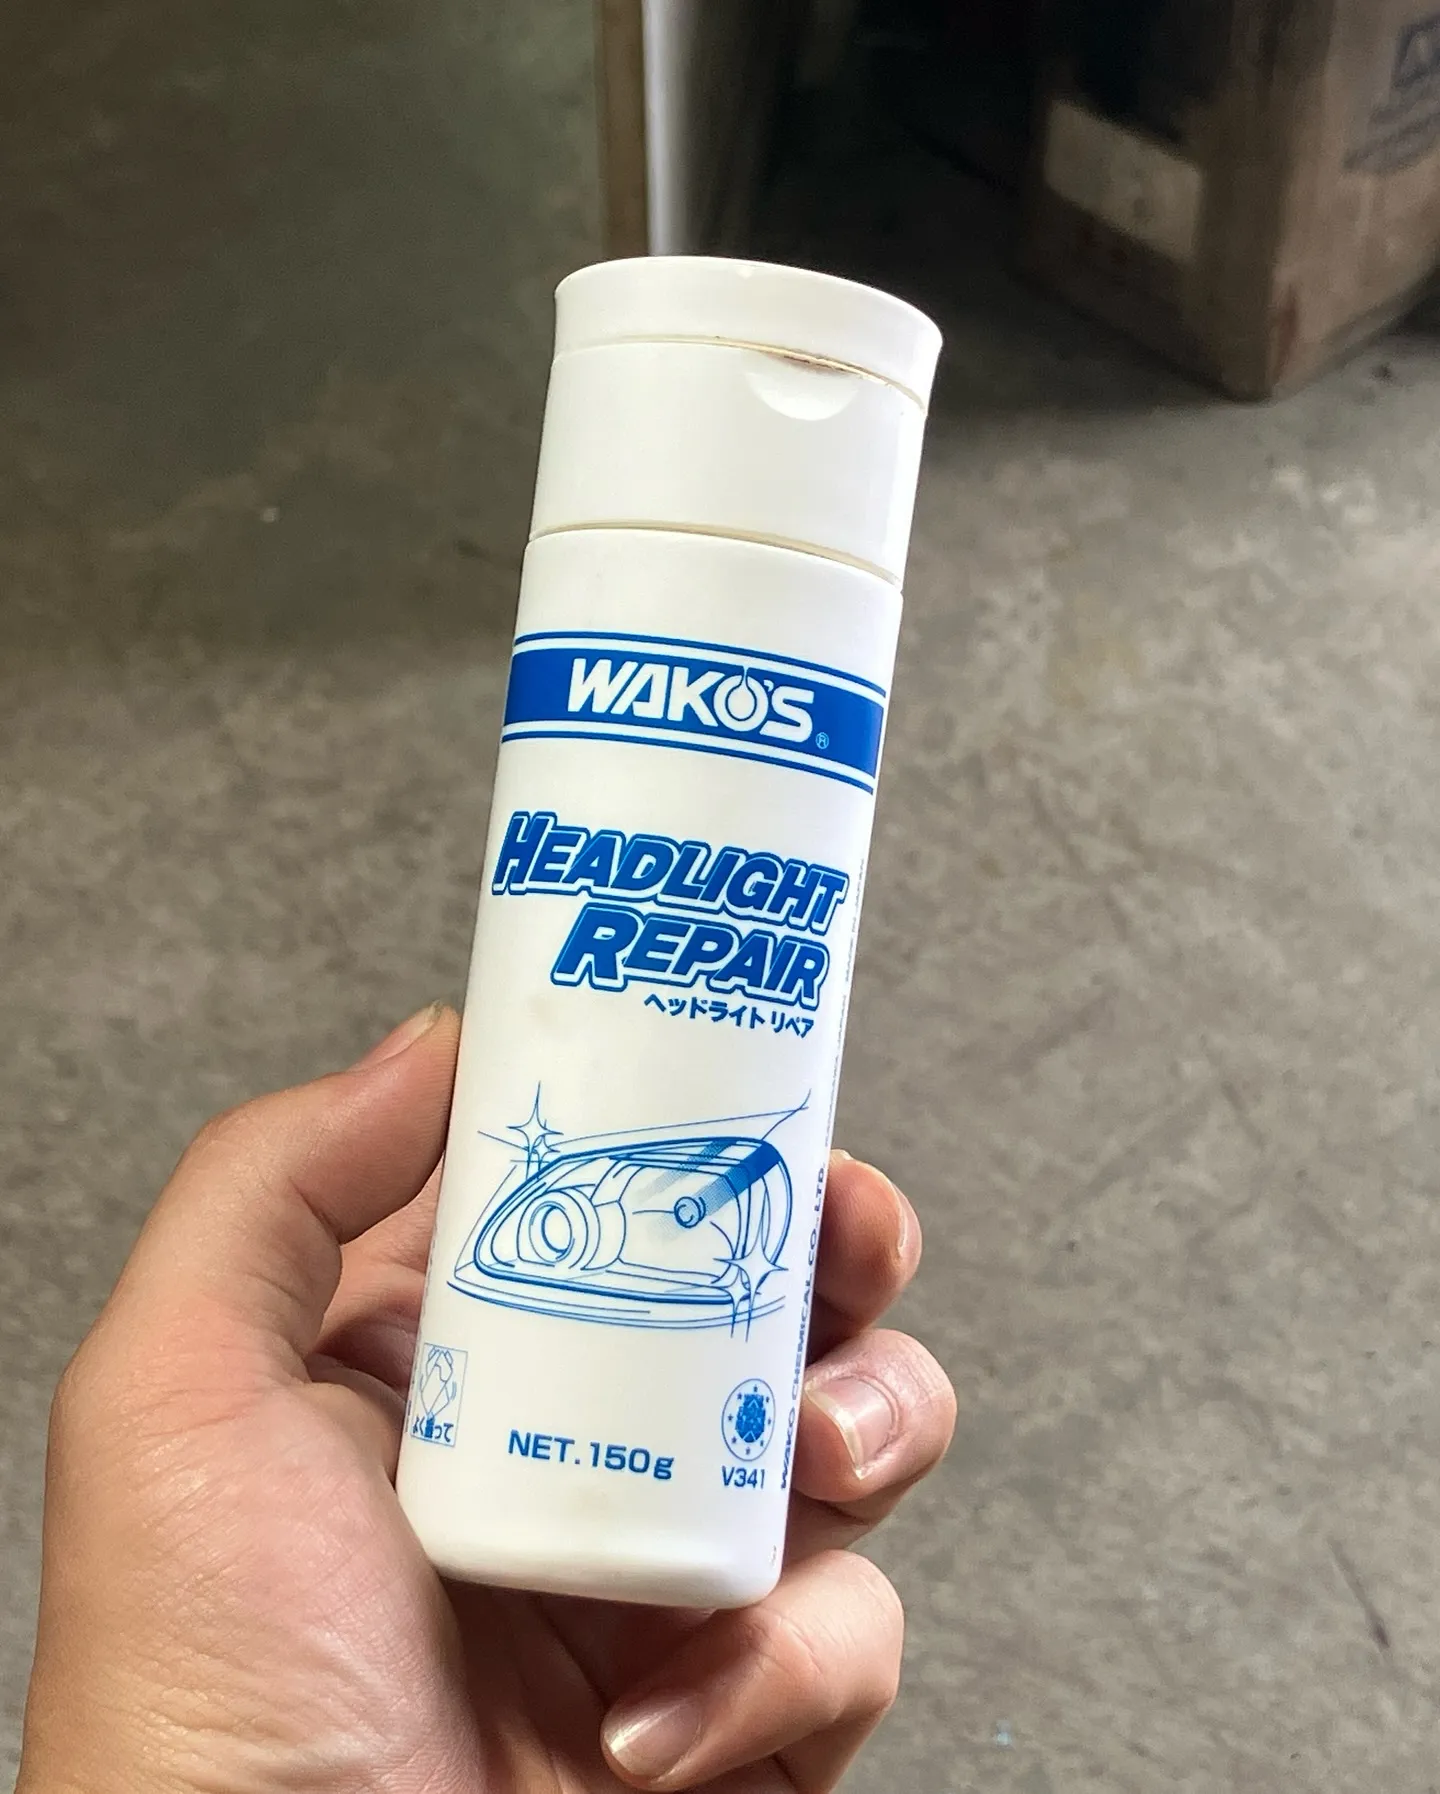 WAKO'S®
HEADLIGHT
REPAIR
ヘッドライト リペア
よく振って
NET. 150g
V341
WAKO CHEMICAL CO., LTD.